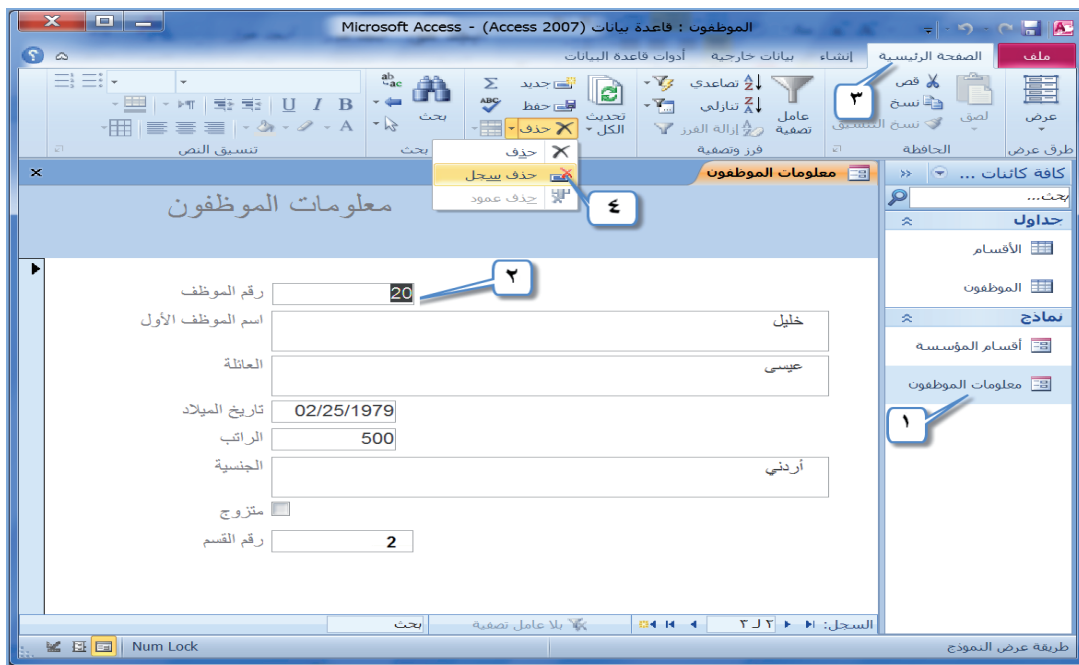 الموظفون : قاعدة بيانات (Access 2007) - Microsoft Access
ملف الصفحة الرئيسية إنشاء بيانات خارجية أدوات قاعدة البيانات
عرض
طرق عرض
لصق
قص
نسخ
نسخ التنسيق
الحافظة
٣
عامل تصفية
تصاعدي
تنازلي
إزالة الفرز
فرز وتصفية
تحديث الكل
جديد
حفظ
حذف
بحث
بحث
B I U
A
تنسيق النص
حذف
حذف سجل
حذف عمود
٤
كافة كائنات ...
بحث...
جداول
الأقسام
الموظفون
نماذج
أقسام المؤسسة
معلومات الموظفون
١
معلومات الموظفون
معلومات الموظفون
رقم الموظف 20
٢
اسم الموظف الأول خليل
العائلة عيسى
تاريخ الميلاد 02/25/1979
الراتب 500
الجنسية أردني
متزوج
رقم القسم 2
السجل: ٢ لـ ٢ بلا عامل تصفية بحث
طريقة عرض النموذج
Num Lock